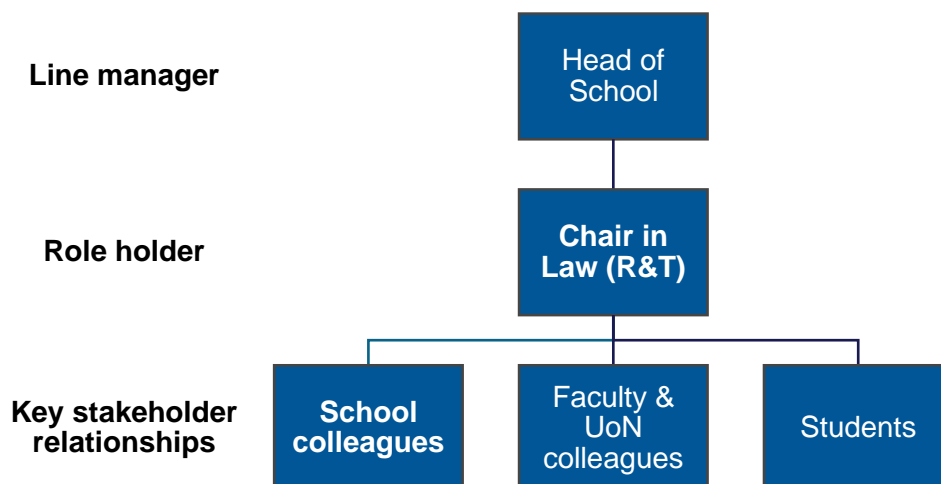 Line manager
Head of
School
Role holder
Chair in
Law (R&T)
Key stakeholder
relationships
School
colleagues
Faculty &
UoN
colleagues
Students